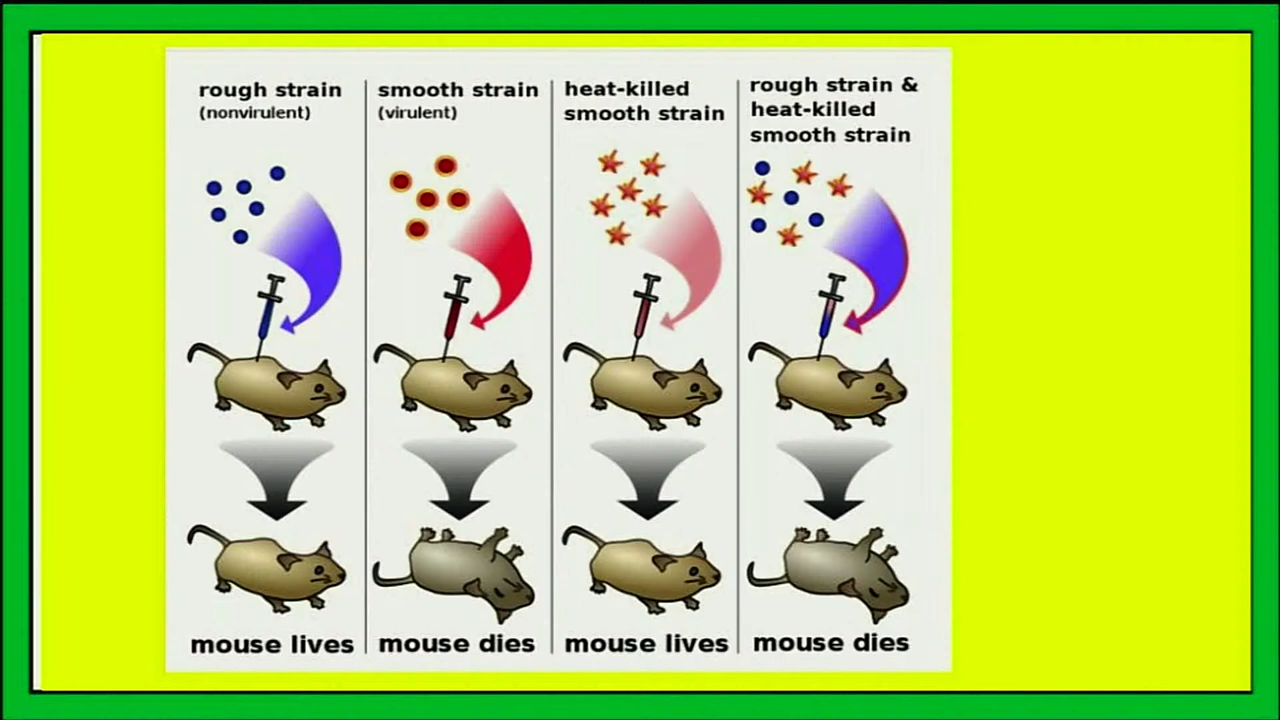 rough strain
(nonvirulent)
smooth strain
(virulent)
heat-killed
smooth strain
rough strain &
heat-killed
smooth strain
mouse lives
mouse dies
mouse lives
mouse dies